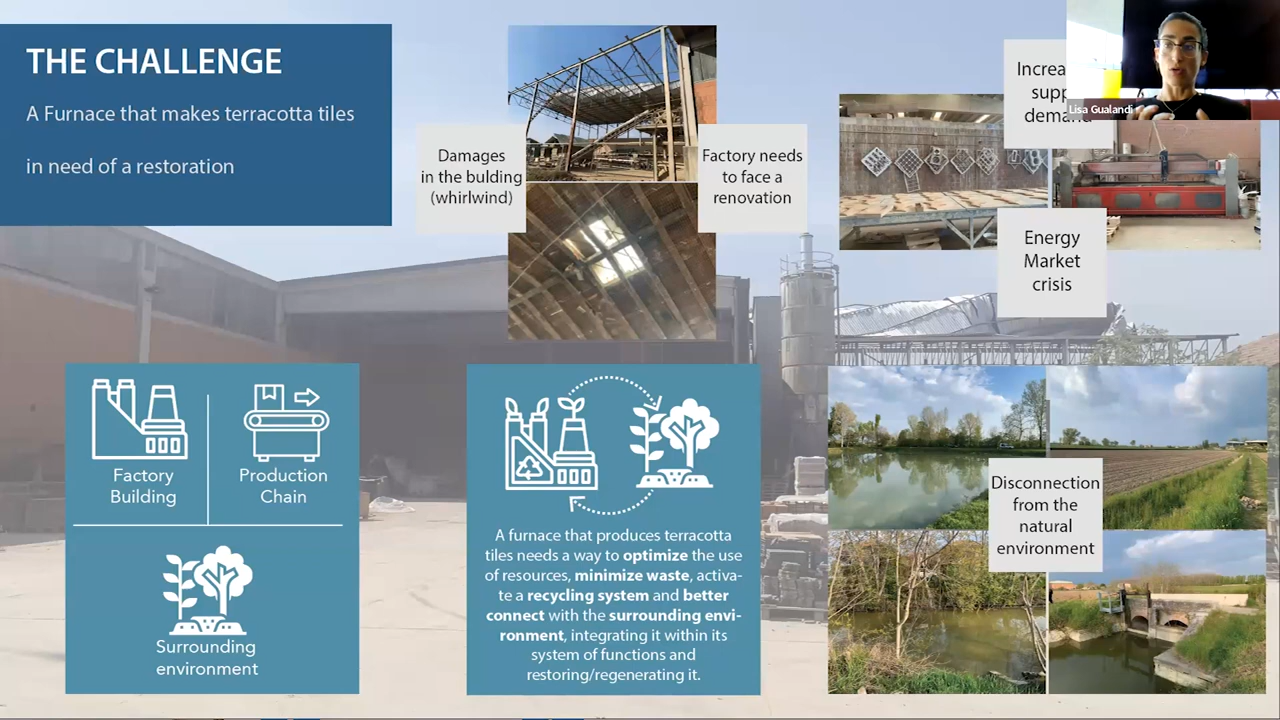 THE CHALLENGE
A Furnace that makes terracotta tiles
in need of a restoration
Damages
in the bulding
(whirlwind)
Factory needs
to face a
renovation
Lisa Gualandi
Energy
Market
crisis
Factory
Building
Production
Chain
Surrounding
environment
A furnace that produces terracotta
tiles needs a way to optimize the use
of resources, minimize waste, activa-
te a recycling system and better
connect with the surrounding envi-
ronment, integrating it within its
system of functions and
restoring/regenerating it.
Disconnection
from the
natural
environment